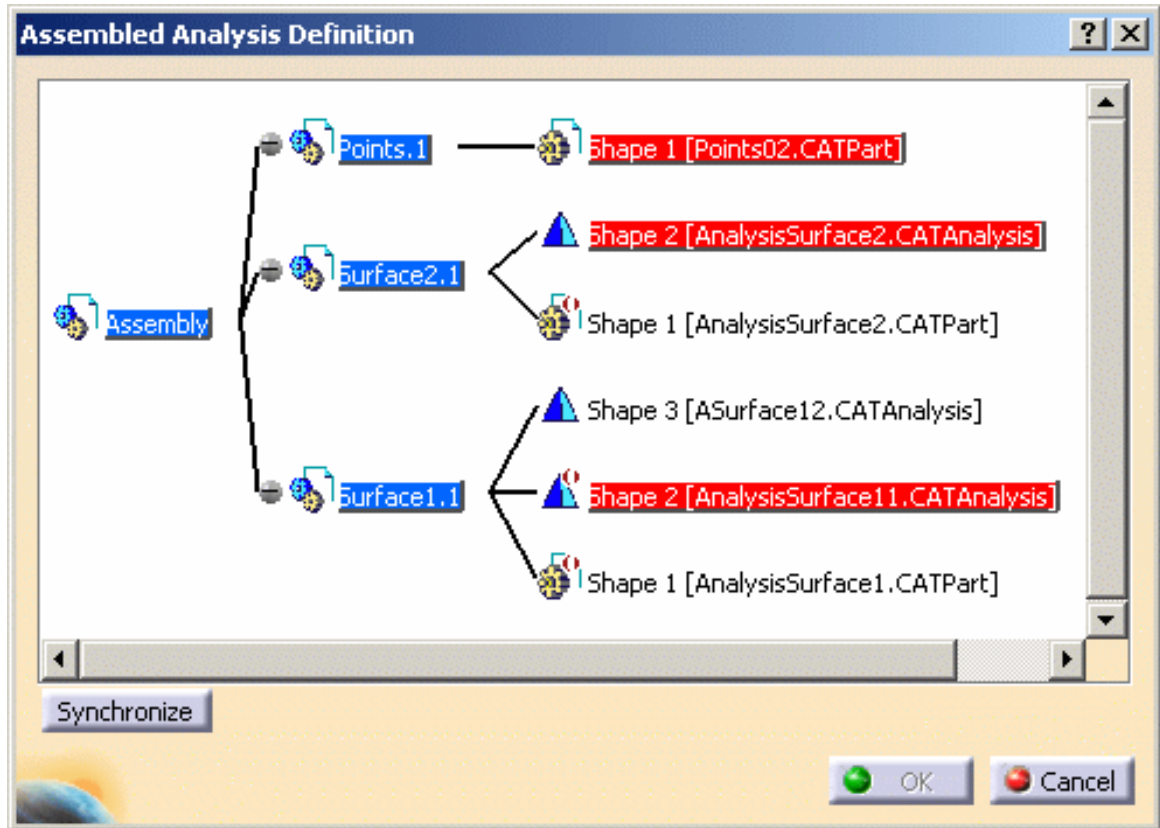 Assembled Analysis Definition
Points.1
Shape 1 [Points02.CATPart]
Shape 2 [AnalysisSurface2.CATAnalysis]
Surface2.1
Shape 1 [AnalysisSurface2.CATPart]
Assembly
Shape 3 [ASurface12.CATAnalysis]
Surface1.1
Shape 2 [AnalysisSurface11.CATAnalysis]
Shape 1 [AnalysisSurface1.CATPart]
Synchronize
OK
Cancel